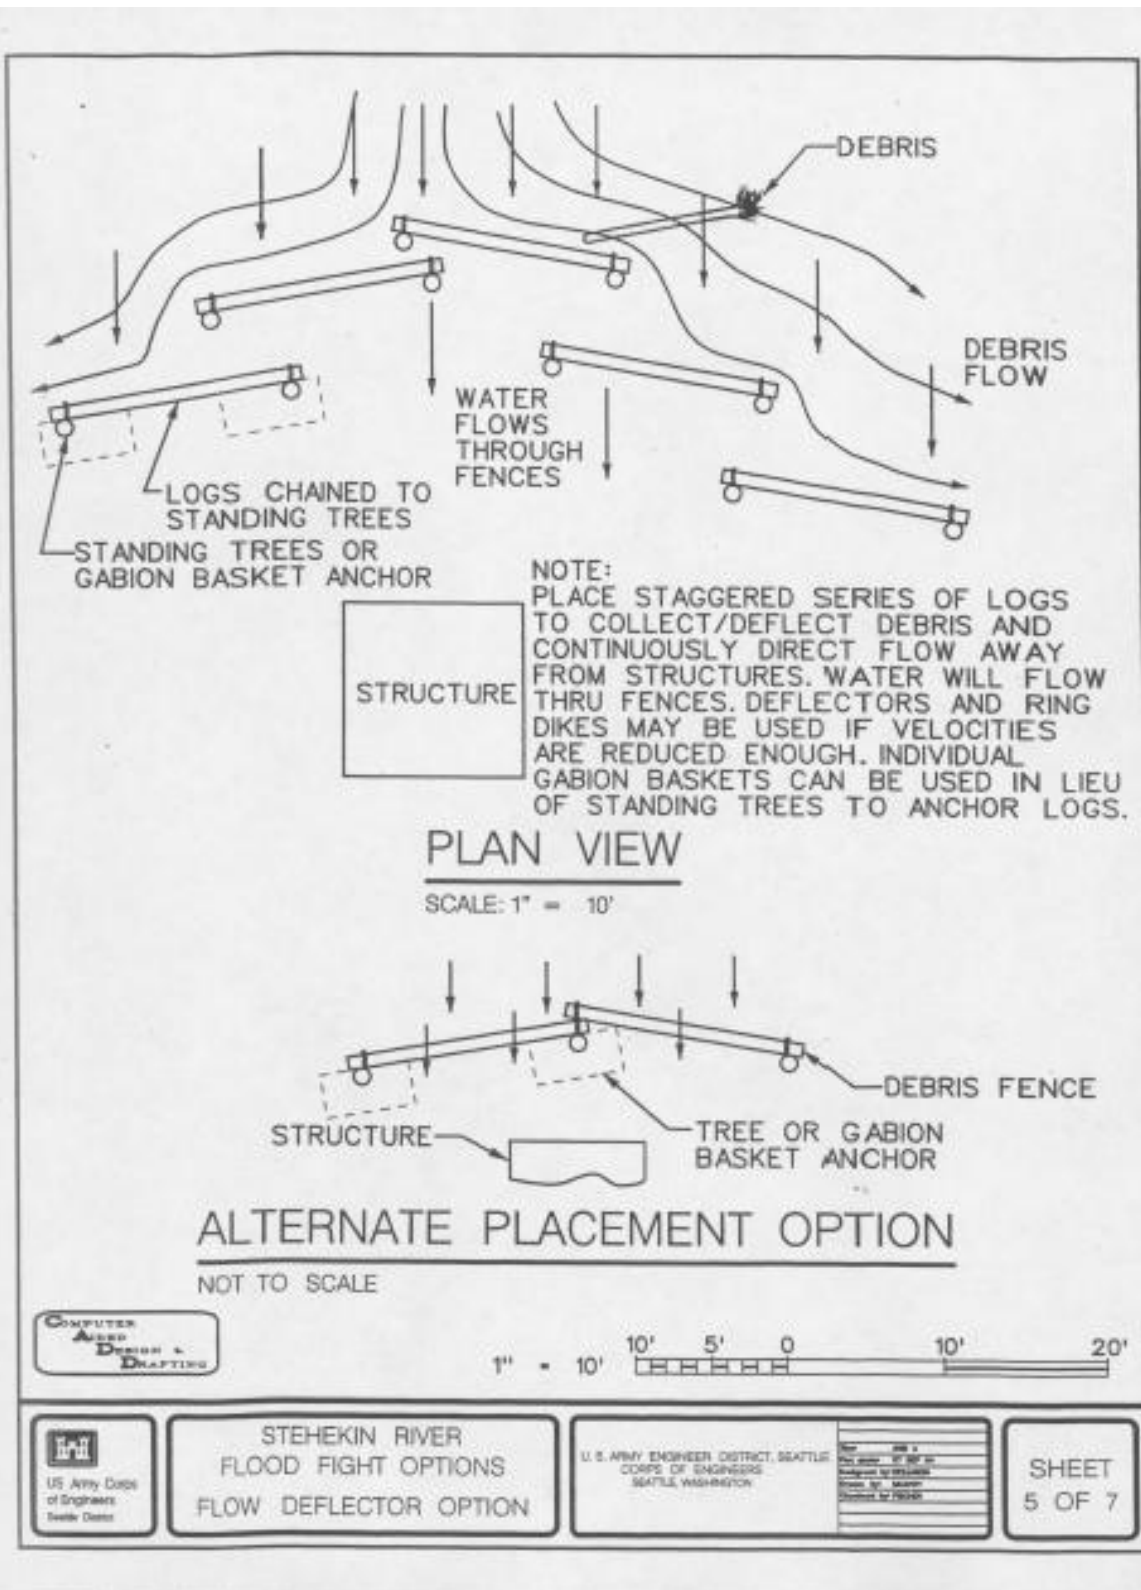 DEBRIS
DEBRIS
FLOW
WATER
FLOWS
THROUGH
FENCES
LOGS CHAINED TO
STANDING TREES
STANDING TREES OR
GABION BASKET ANCHOR
STRUCTURE
NOTE:
PLACE STAGGERED SERIES OF LOGS
TO COLLECT/DEFLECT DEBRIS AND
CONTINUOUSLY DIRECT FLOW AWAY
FROM STRUCTURES. WATER WILL FLOW
THRU FENCES. DEFLECTORS AND RING
DIKES MAY BE USED IF VELOCITIES
ARE REDUCED ENOUGH. INDIVIDUAL
GABION BASKETS CAN BE USED IN LIEU
OF STANDING TREES TO ANCHOR LOGS.
PLAN VIEW
SCALE: 1" = 10'
DEBRIS FENCE
STRUCTURE
TREE OR GABION
BASKET ANCHOR
ALTERNATE PLACEMENT OPTION
NOT TO SCALE
COMPUTER
AIDED
DESIGN &
DRAFTING
1" = 10'
10' 5' 0 10' 20'
US Army Corps
of Engineers
Seattle District
STEHEKIN RIVER
FLOOD FIGHT OPTIONS
FLOW DEFLECTOR OPTION
U. S. ARMY ENGINEER DISTRICT, SEATTLE
CORPS OF ENGINEERS
SEATTLE, WASHINGTON
SHEET
5 OF 7